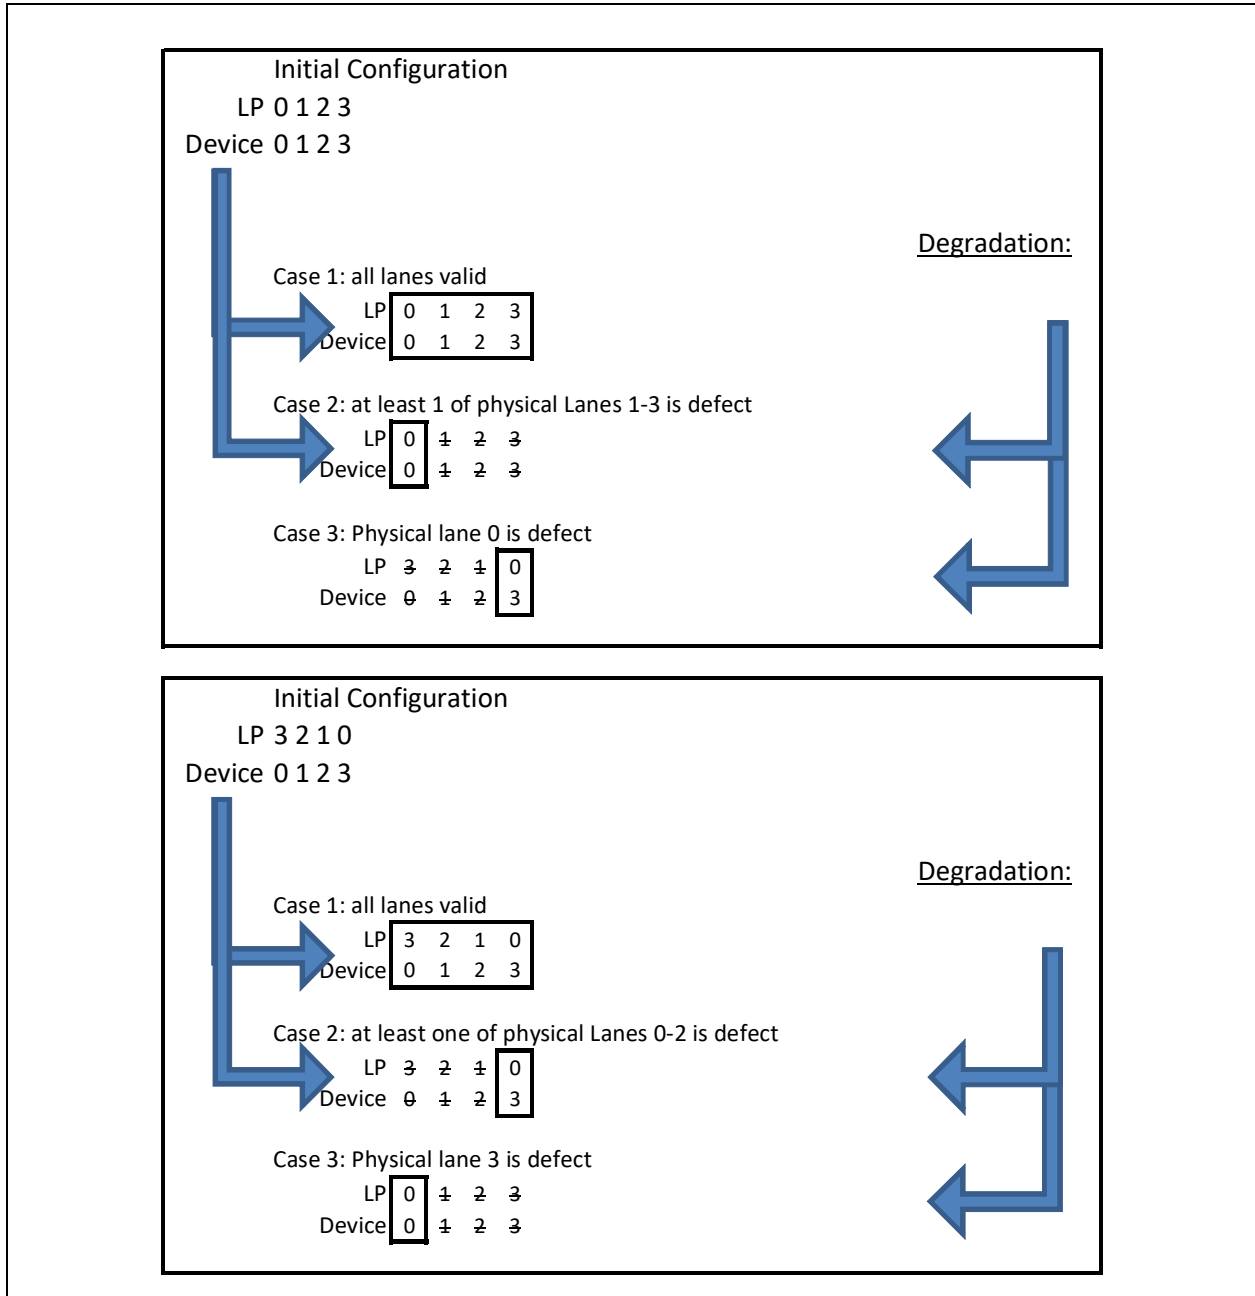 Initial Configuration
LP 0 1 2 3
Device 0 1 2 3
Degradation:
Case 1: all lanes valid
LP 0 1 2 3
Device 0 1 2 3
Case 2: at least 1 of physical Lanes 1-3 is defect
LP 0 1 2 3
Device 0 1 2 3
Case 3: Physical lane 0 is defect
LP 3 2 1 0
Device 0 1 2 3
Initial Configuration
LP 3 2 1 0
Device 0 1 2 3
Degradation:
Case 1: all lanes valid
LP 3 2 1 0
Device 0 1 2 3
Case 2: at least one of physical Lanes 0-2 is defect
LP 3 2 1 0
Device 0 1 2 3
Case 3: Physical lane 3 is defect
LP 0 1 2 3
Device 0 1 2 3